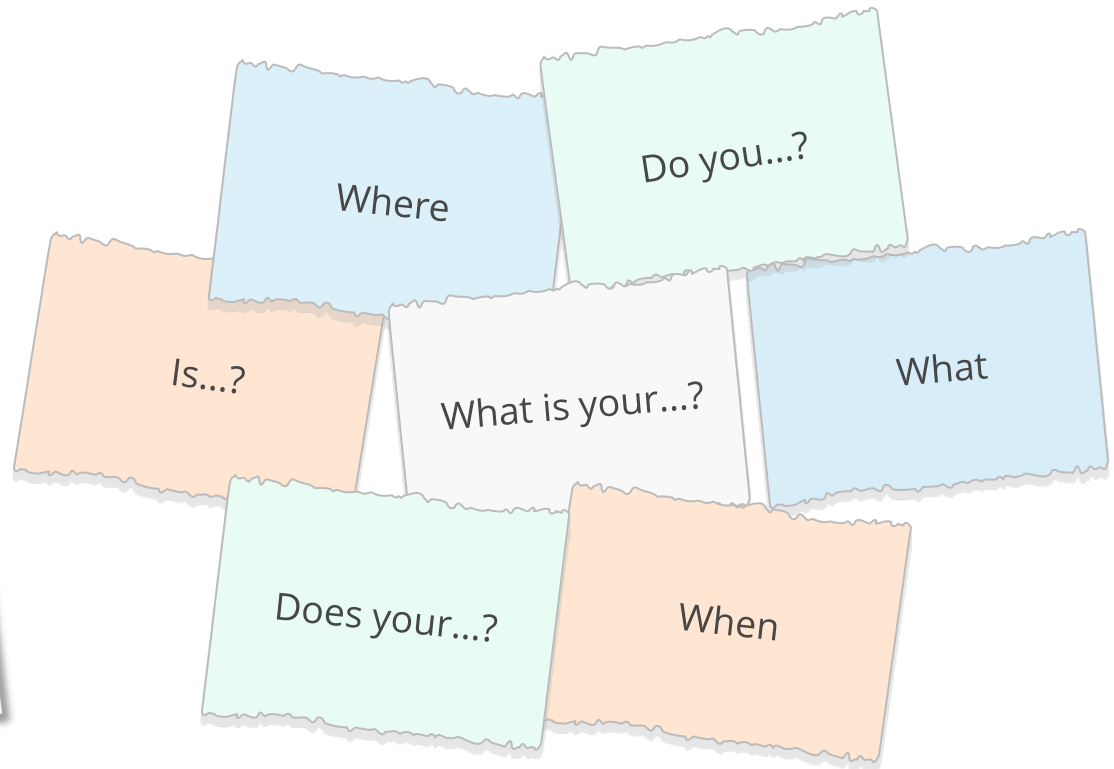 Where
Do you...?
Is...?
What is your...?
What
Does your...?
When